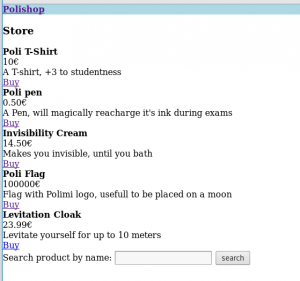 Polishop
Store
Poli T-Shirt
10€
A T-shirt, +3 to studentness
Buy
Poli pen
0.50€
A Pen, will magically reacharge it's ink during exams
Buy
Invisibility Cream
14.50€
Makes you invisible, until you bath
Buy
Poli Flag
100000€
Flag with Polimi logo, usefull to be placed on a moon
Buy
Levitation Cloak
23.99€
Levitate yourself for up to 10 meters
Buy
Search product by name: search